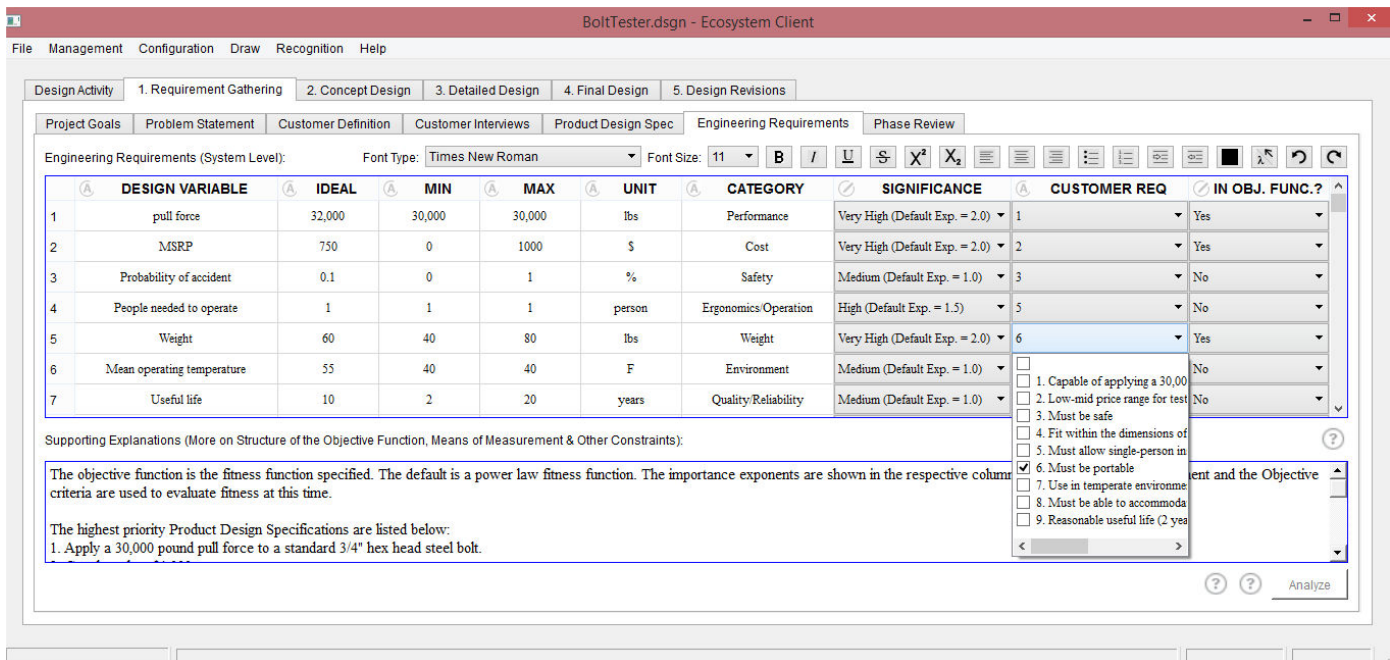 BoltTester.dsgn - Ecosystem Client
File Management Configuration Draw Recognition Help
Design Activity 1. Requirement Gathering 2. Concept Design 3. Detailed Design 4. Final Design 5. Design Revisions
Project Goals Problem Statement Customer Definition Customer Interviews Product Design Spec Engineering Requirements Phase Review
Engineering Requirements (System Level): Font Type: Times New Roman Font Size: 11 B I U S X² X₂
DESIGN VARIABLE IDEAL MIN MAX UNIT CATEGORY SIGNIFICANCE CUSTOMER REQ IN OBJ. FUNC.?
1 pull force 32,000 30,000 30,000 lbs Performance Very High (Default Exp. = 2.0) 1 Yes
2 MSRP 750 0 1000 $ Cost Very High (Default Exp. = 2.0) 2 Yes
3 Probability of accident 0.1 0 1 % Safety Medium (Default Exp. = 1.0) 3 No
4 People needed to operate 1 1 1 person Ergonomics/Operation High (Default Exp. = 1.5) 5 No
5 Weight 60 40 80 lbs Weight Very High (Default Exp. = 2.0) 6 Yes
6 Mean operating temperature 55 40 40 F Environment Medium (Default Exp. = 1.0) No
7 Useful life 10 2 20 years Quality/Reliability Medium (Default Exp. = 1.0) No
1. Capable of applying a 30,00
2. Low-mid price range for test
3. Must be safe
4. Fit within the dimensions of
5. Must allow single-person in
6. Must be portable
7. Use in temperate environme
8. Must be able to accommoda
9. Reasonable useful life (2 yea
Supporting Explanations (More on Structure of the Objective Function, Means of Measurement & Other Constraints):
The objective function is the fitness function specified. The default is a power law fitness function. The importance exponents are shown in the respective colum ent and the Objective
criteria are used to evaluate fitness at this time.
The highest priority Product Design Specifications are listed below:
1. Apply a 30,000 pound pull force to a standard 3/4" hex head steel bolt.
Analyze